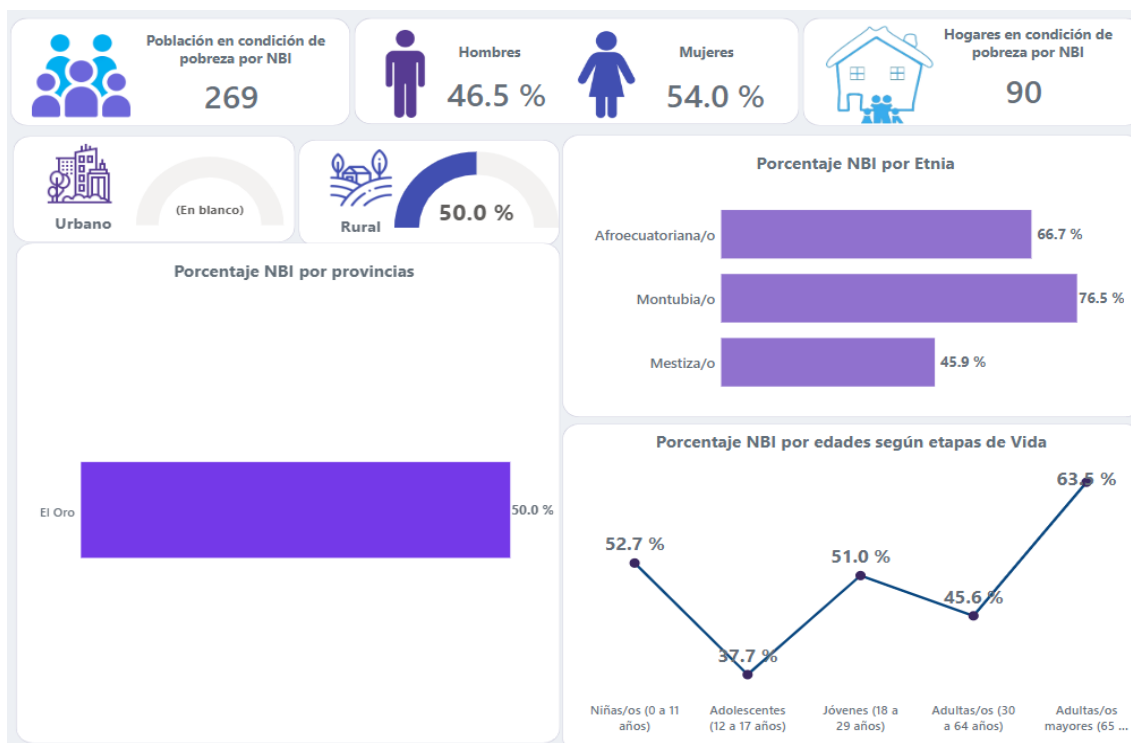 Población en condición de
pobreza por NBI
269
Hombres
46.5 %
Mujeres
54.0 %
Hogares en condición de
pobreza por NBI
90
Urbano
(En blanco)
Rural
50.0 %
Porcentaje NBI por Etnia
Afroecuatoriana/o
66.7 %
Montubia/o
76.5 %
Mestiza/o
45.9 %
Porcentaje NBI por provincias
El Oro
50.0 %
Porcentaje NBI por edades según etapas de Vida
52.7 %
37.7 %
51.0 %
45.6 %
63.5 %
Niñas/os (0 a 11
años)
Adolescentes
(12 a 17 años)
Jóvenes (18 a
29 años)
Adultas/os (30
a 64 años)
Adultas/os
mayores (65 ...